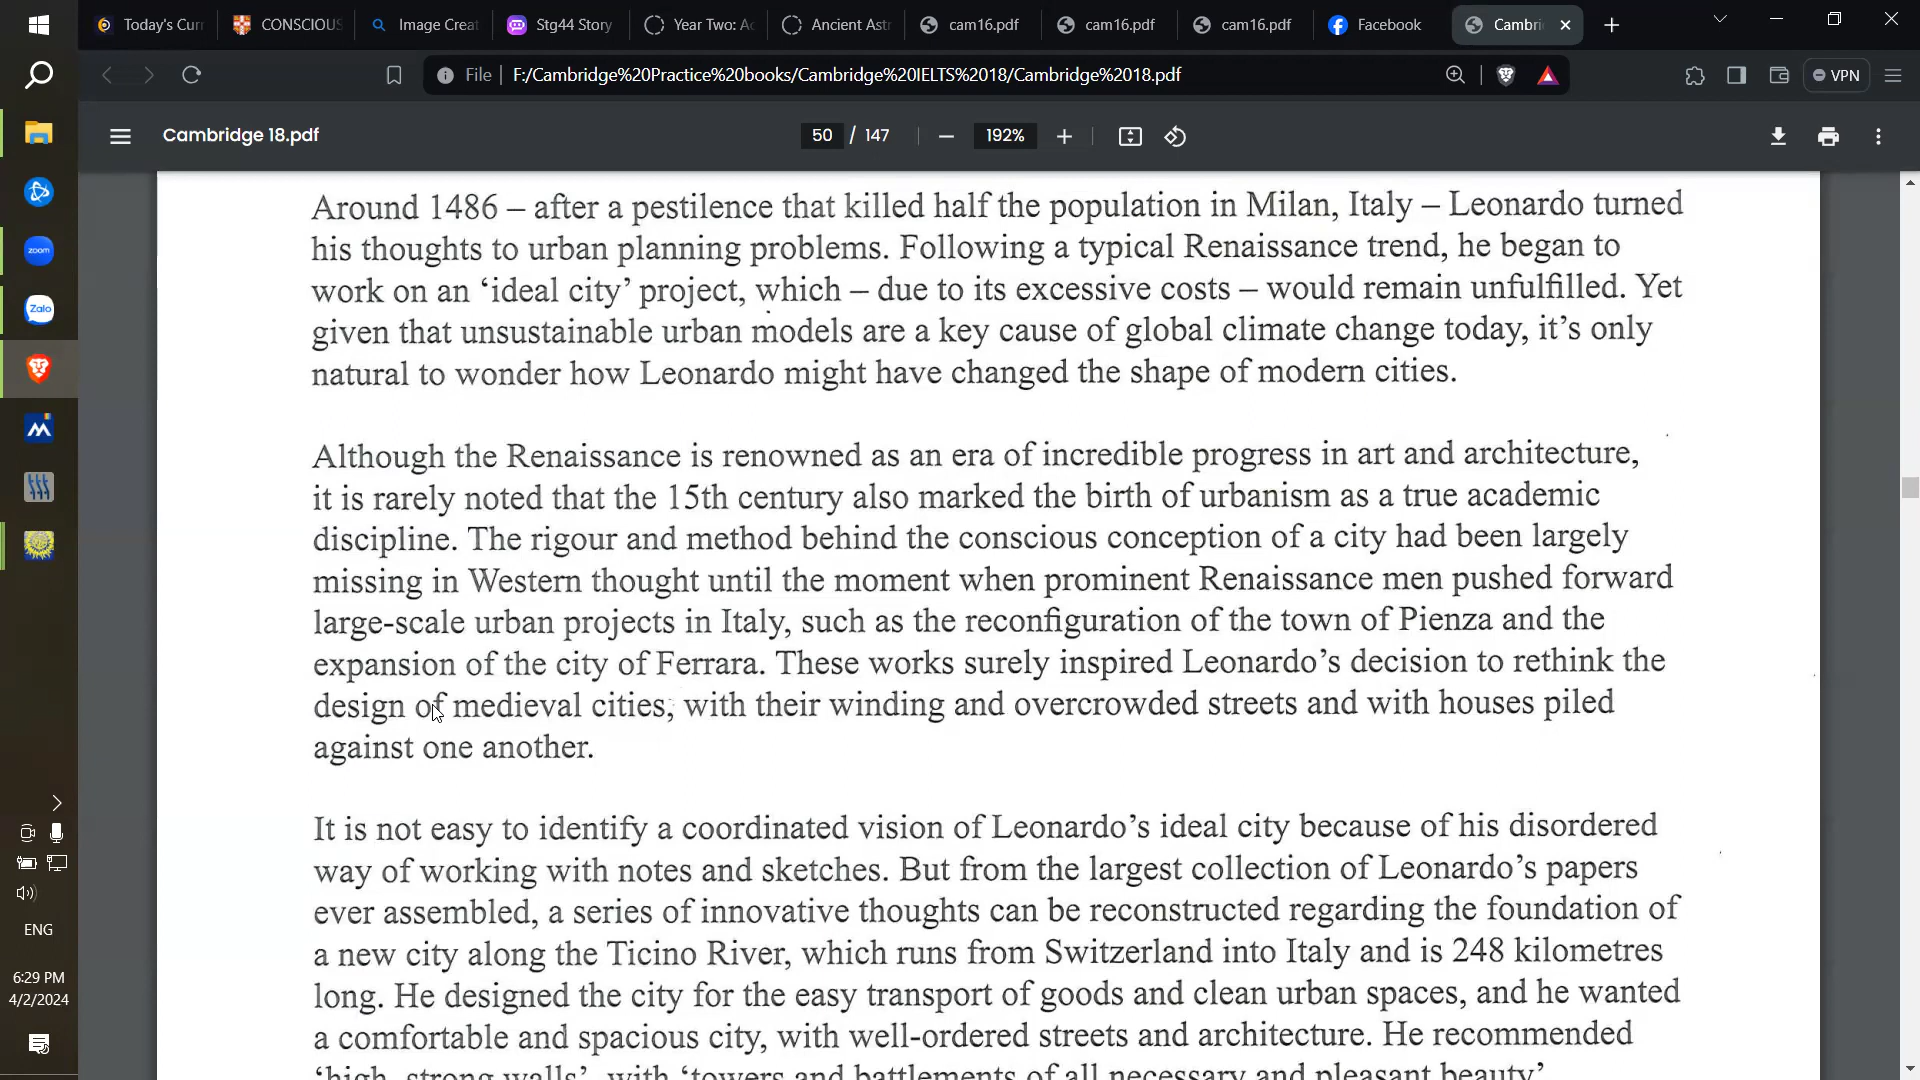 Today's Curr
CONSCIOUS
Image Creat
Stg44 Story
Year Two: Ac
Ancient Astr
cam16.pdf
cam16.pdf
cam16.pdf
Facebook
Cambri
File
F:/Cambridge%20Practice%20books/Cambridge%20IELTS%2018/Cambridge%2018.pdf
VPN
Cambridge 18.pdf
50 / 147
192%
Around 1486 – after a pestilence that killed half the population in Milan, Italy – Leonardo turned
his thoughts to urban planning problems. Following a typical Renaissance trend, he began to
work on an ‘ideal city’ project, which – due to its excessive costs – would remain unfulfilled. Yet
given that unsustainable urban models are a key cause of global climate change today, it’s only
natural to wonder how Leonardo might have changed the shape of modern cities.
Although the Renaissance is renowned as an era of incredible progress in art and architecture,
it is rarely noted that the 15th century also marked the birth of urbanism as a true academic
discipline. The rigour and method behind the conscious conception of a city had been largely
missing in Western thought until the moment when prominent Renaissance men pushed forward
large-scale urban projects in Italy, such as the reconfiguration of the town of Pienza and the
expansion of the city of Ferrara. These works surely inspired Leonardo’s decision to rethink the
design of medieval cities, with their winding and overcrowded streets and with houses piled
against one another.
It is not easy to identify a coordinated vision of Leonardo’s ideal city because of his disordered
way of working with notes and sketches. But from the largest collection of Leonardo’s papers
ever assembled, a series of innovative thoughts can be reconstructed regarding the foundation of
a new city along the Ticino River, which runs from Switzerland into Italy and is 248 kilometres
long. He designed the city for the easy transport of goods and clean urban spaces, and he wanted
a comfortable and spacious city, with well-ordered streets and architecture. He recommended
‘high, strong walls’, with ‘towers and battlements of all necessary and pleasant beauty’.
zoom
Zalo
ENG
6:29 PM
4/2/2024